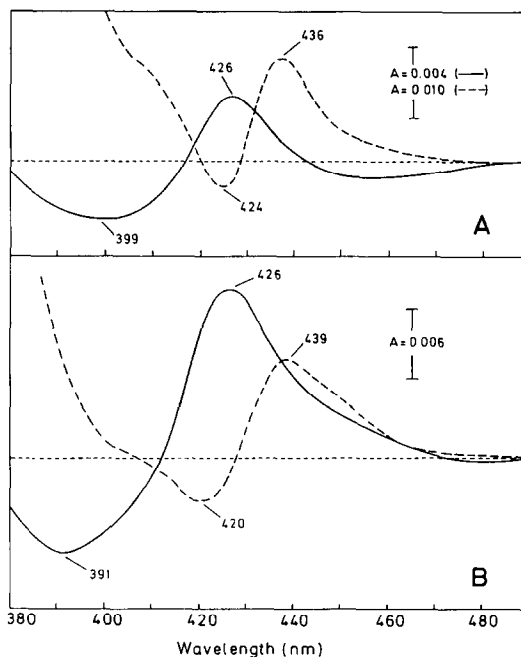 436
426
A=0.004 (—)
A=0.010 (---)
424
399
A
426
439
A=0.006
420
391
B
380 400 420 440 460 480
Wavelength (nm)